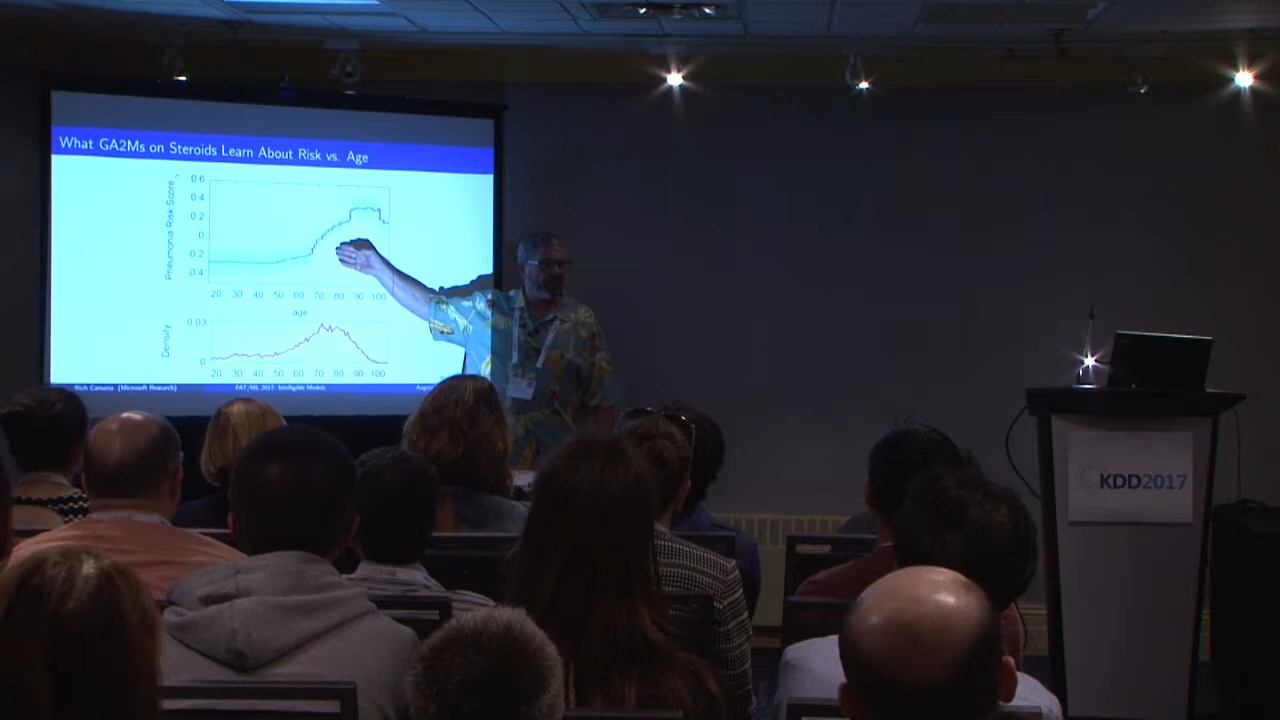 What GA2Ms on Steroids Learn About Risk vs. Age
Pneumonia Risk Score
0.6
0.4
0.2
0
0.2
0.4
20 30 40 50 60 70 80 90 100
age
Density
0.03
0
20 30 40 50 60 70 80 90 100
Rich Caruana (Microsoft Research) FAT/ML 2017: Intelligible Models
KDD2017